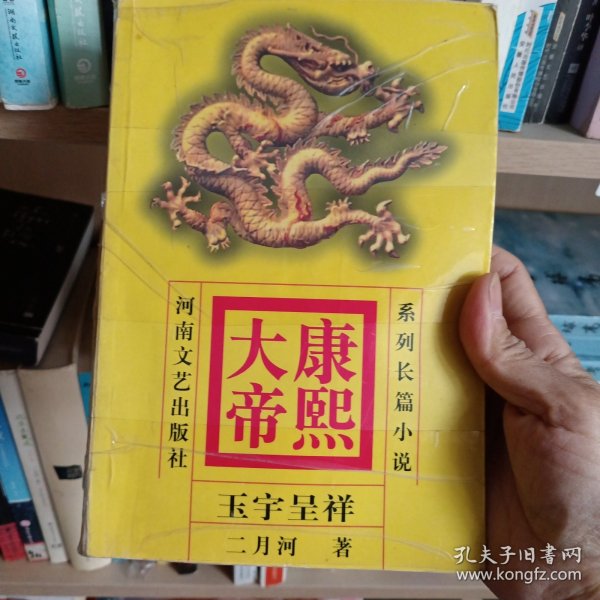 系列长篇小说
康熙
大帝
河南文艺出版社
玉宇呈祥
二月河 著
孔夫子旧书网
www.kongfz.com